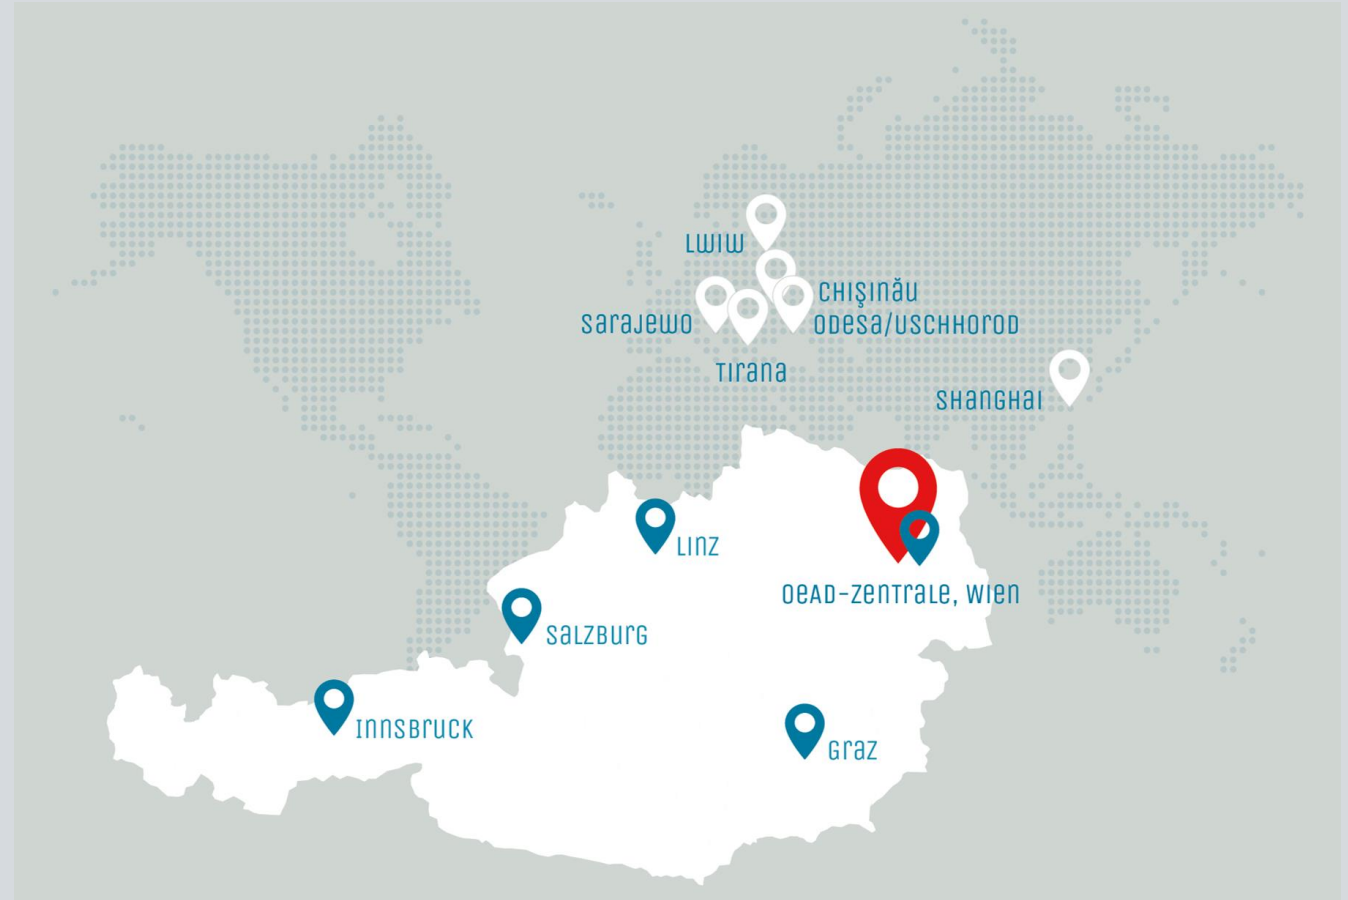 Lwiw
Chişinău
Sarajewo
Odesa/Uschhorod
Tirana
Shanghai
Linz
OeAD-Zentrale, Wien
Salzburg
Innsbruck
Graz